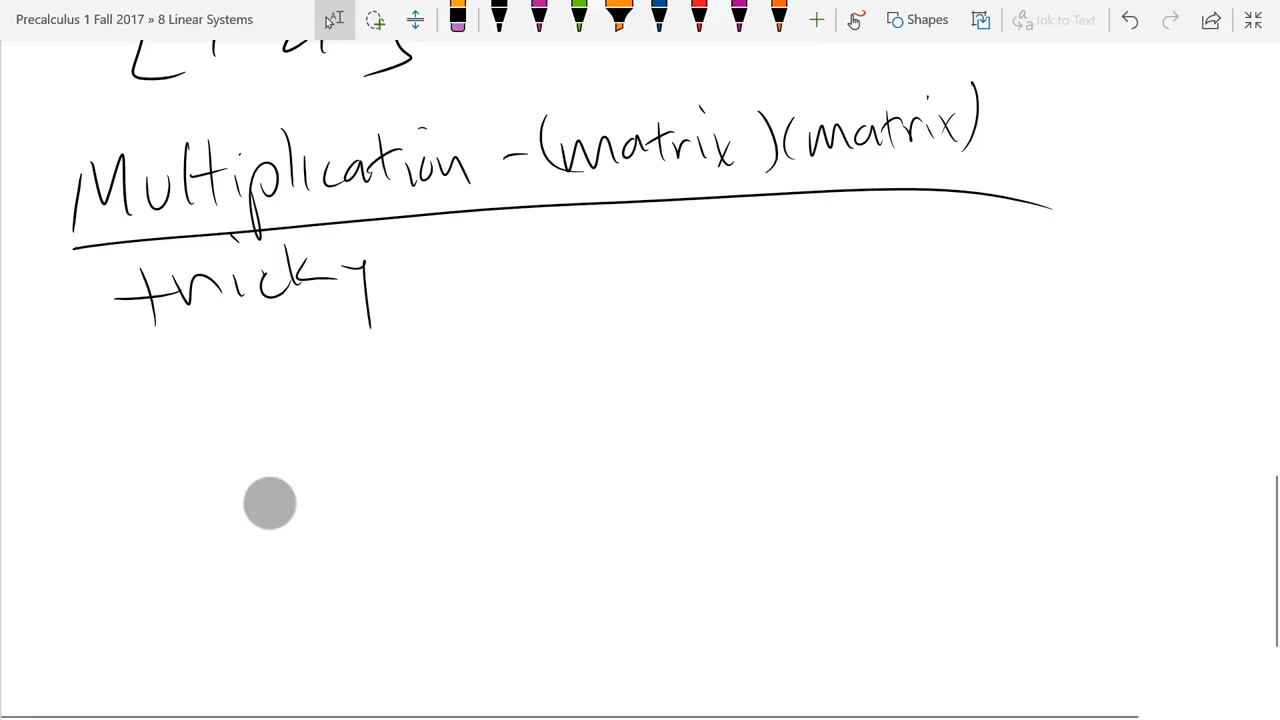 Precalculus 1 Fall 2017 » 8 Linear Systems
Shapes
Ink to Text
Multiplication - (matrix)(matrix)
tricky